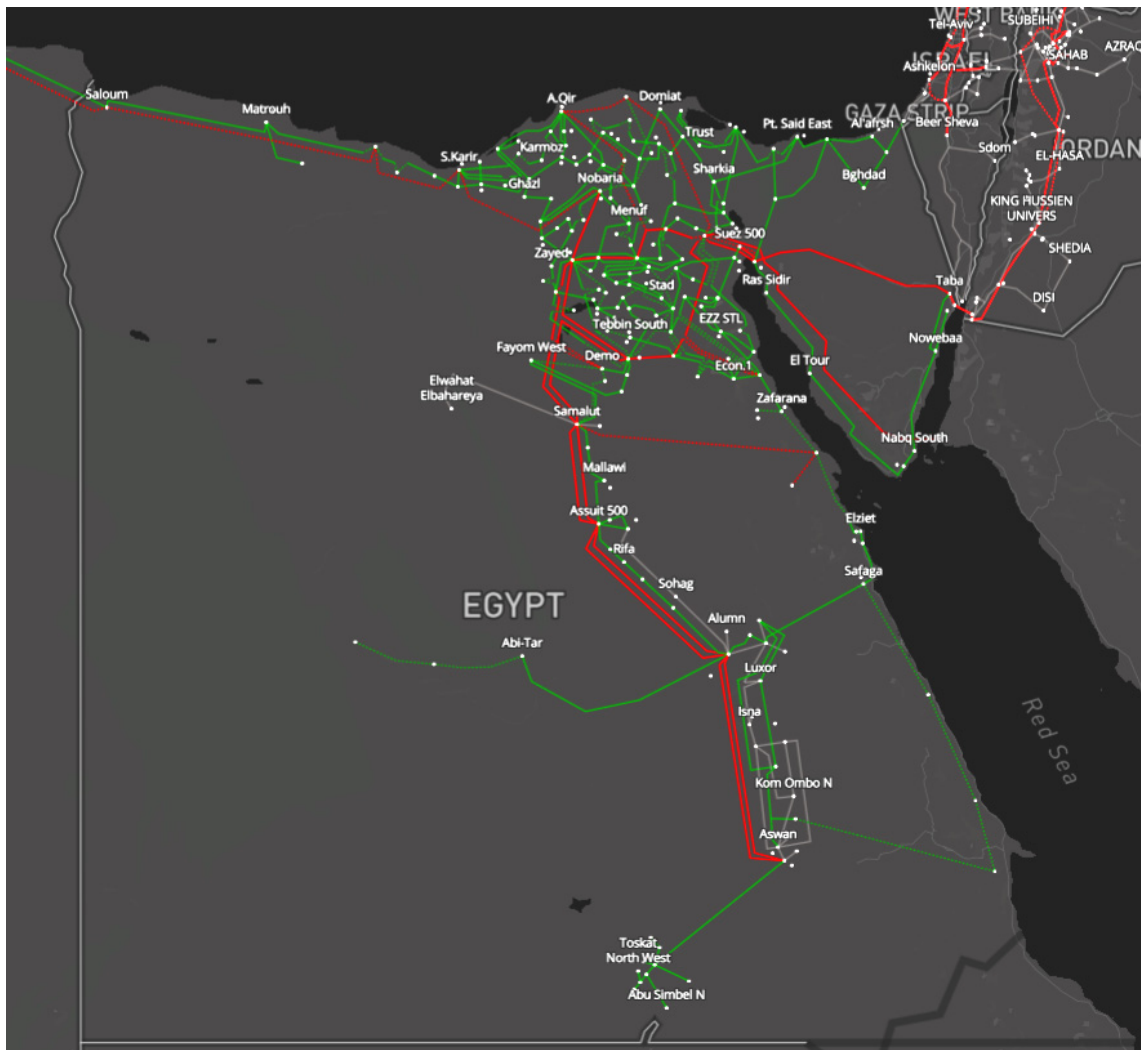 WEST BANK
SUBEIHI
Tel-Aviv
ISRAEL
SAHAB
AZRAQ
Ashkelon
Saloum
Matrouh
A.Qir
Domiat
GAZA STRIP
Pt. Said East
Al'afrsh
Beer Sheva
Karmoz
Trust
Sdom
JORDAN
EL-HASA
S.Karir
Ghazl
Nobaria
Sharkia
Bghdad
KING HUSSIEN
UNIVERS
Menuf
Suez 500
SHEDIA
Zayed
Stad
Ras Sidir
Taba
DISI
Tebbin South
EZZ STL
Nowebaa
Fayom West
Demo
Econ.1
El Tour
Elwahat
Elbahareya
Zafarana
Samalut
Nabq South
Mallawi
Assuit 500
Elziet
Rifa
Safaga
Sohag
EGYPT
Alumn
Abi-Tar
Luxor
Isna
Red Sea
Kom Ombo N
Aswan
Toskat
North West
Abu Simbel N